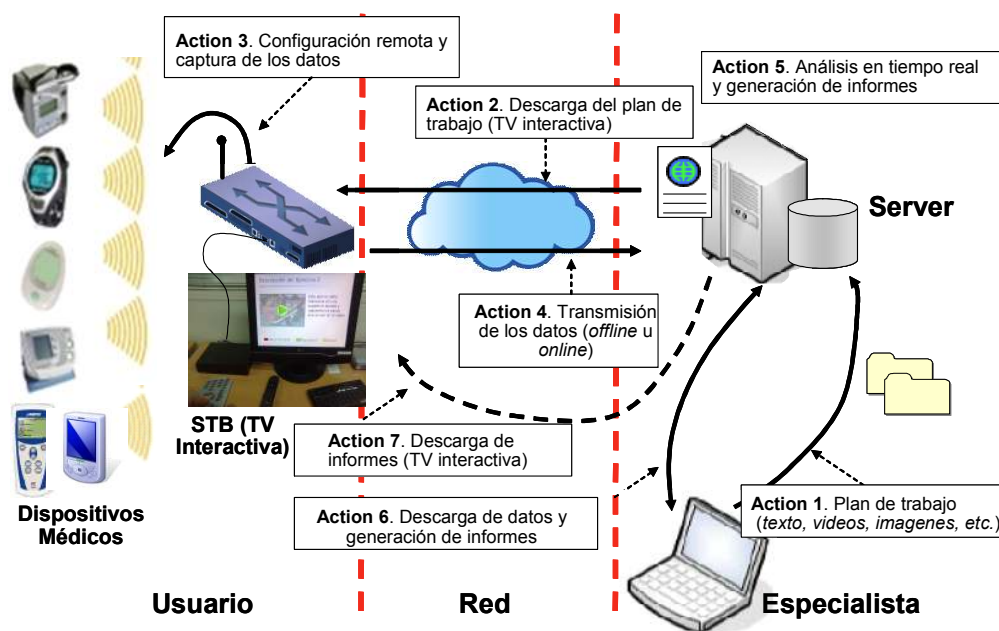 Action 3. Configuración remota y
captura de los datos
Action 2. Descarga del plan de
trabajo (TV interactiva)
Action 5. Análisis en tiempo real
y generación de informes
Server
Action 4. Transmisión
de los datos (offline u
online)
STB (TV
Interactiva)
Action 7. Descarga de
informes (TV interactiva)
Action 6. Descarga de datos y
generación de informes
Action 1. Plan de trabajo
(texto, videos, imagenes, etc.)
Dispositivos
Médicos
Usuario
Red
Especialista